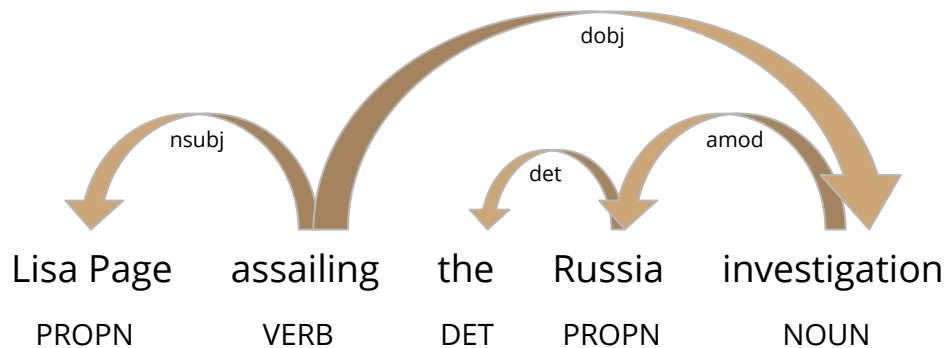 dobj
nsubj
amod
det
Lisa Page assailing the Russia investigation
PROPN VERB DET PROPN NOUN